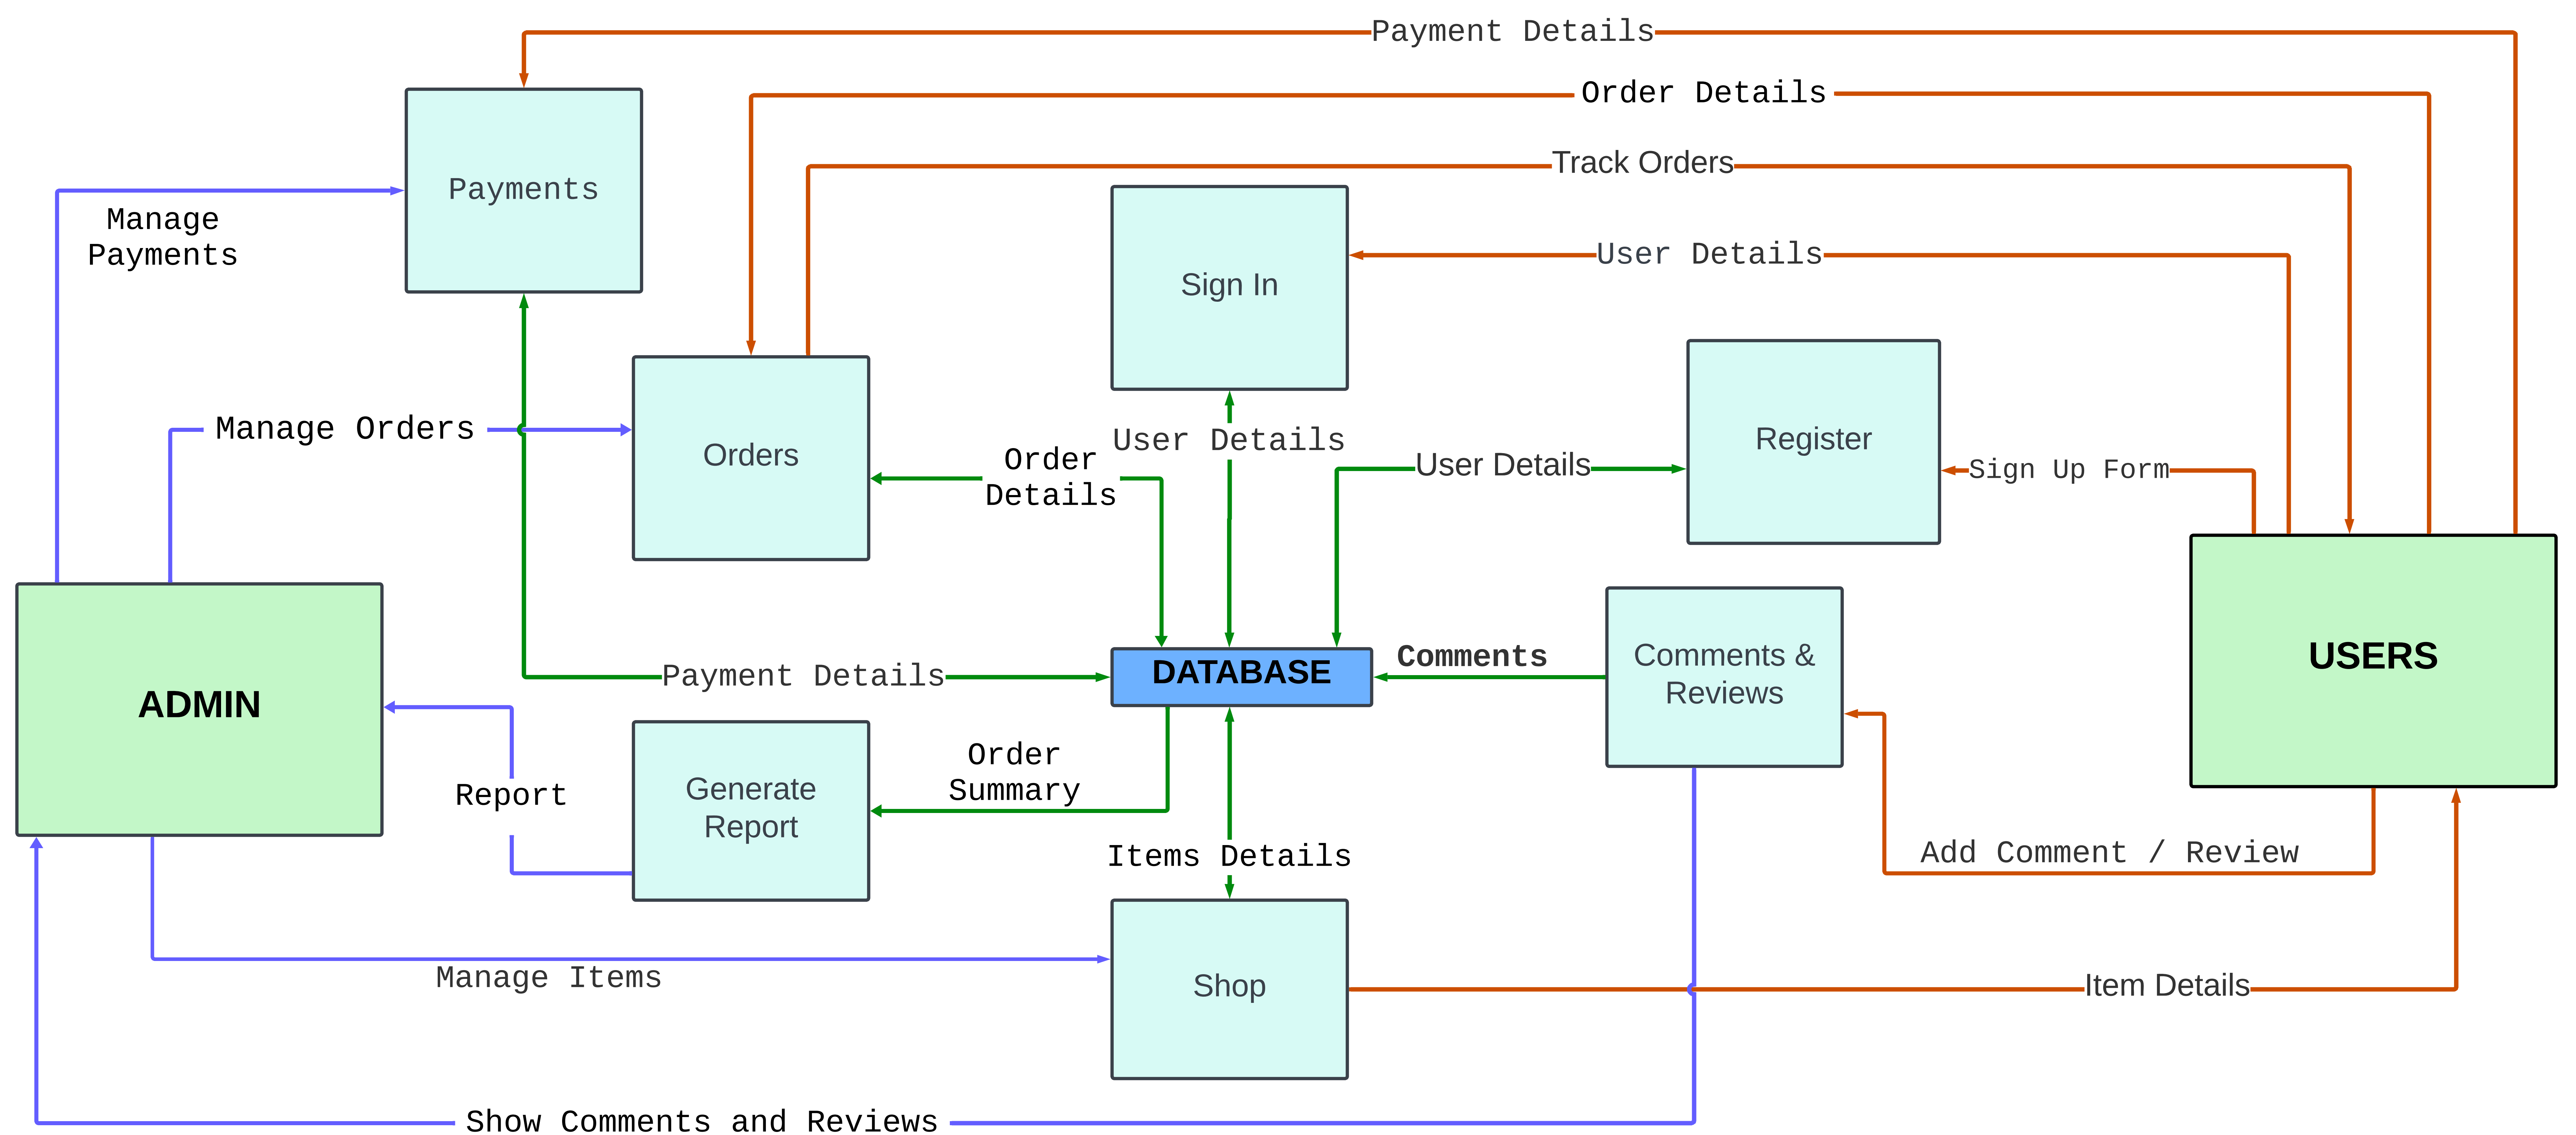 Payment Details
Order Details
Track Orders
Payments
Manage
Payments
User Details
Sign In
Manage Orders
Orders
Order
Details
User Details
User Details
Register
Sign Up Form
ADMIN
Payment Details
DATABASE
Comments
Comments &
Reviews
USERS
Report
Generate
Report
Order
Summary
Items Details
Add Comment / Review
Manage Items
Shop
Item Details
Show Comments and Reviews